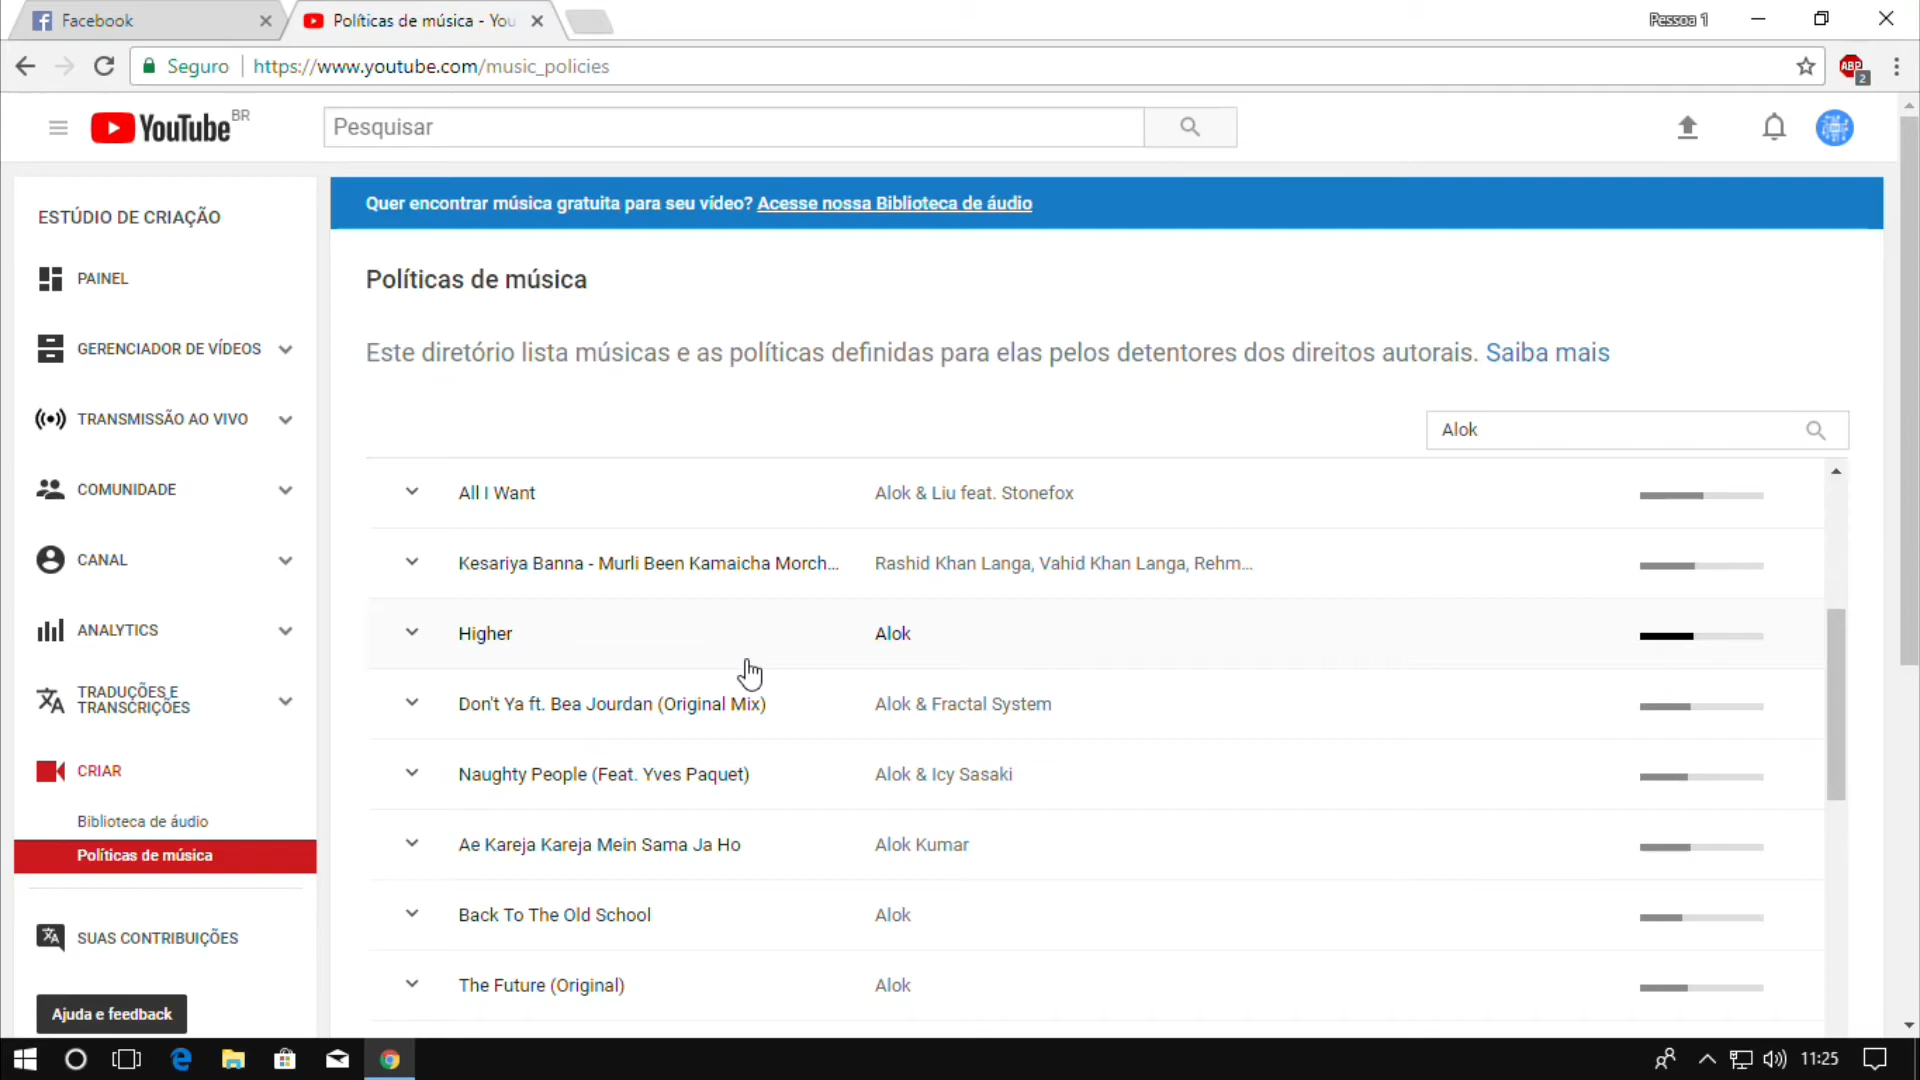 Facebook
Políticas de música - You
Pessoa 1
Seguro
https://www.youtube.com/music_policies
ABP
2
YouTube BR
Pesquisar
ESTÚDIO DE CRIAÇÃO
PAINEL
GERENCIADOR DE VÍDEOS
TRANSMISSÃO AO VIVO
COMUNIDADE
CANAL
ANALYTICS
TRADUÇÕES E
TRANSCRIÇÕES
CRIAR
Biblioteca de áudio
Políticas de música
SUAS CONTRIBUIÇÕES
Ajuda e feedback
Quer encontrar música gratuita para seu vídeo? Acesse nossa Biblioteca de áudio
Políticas de música
Este diretório lista músicas e as políticas definidas para elas pelos detentores dos direitos autorais. Saiba mais
Alok
All I Want Alok & Liu feat. Stonefox
Kesariya Banna - Murli Been Kamaicha Morch... Rashid Khan Langa, Vahid Khan Langa, Rehm...
Higher Alok
Don't Ya ft. Bea Jourdan (Original Mix) Alok & Fractal System
Naughty People (Feat. Yves Paquet) Alok & Icy Sasaki
Ae Kareja Kareja Mein Sama Ja Ho Alok Kumar
Back To The Old School Alok
The Future (Original) Alok
11:25